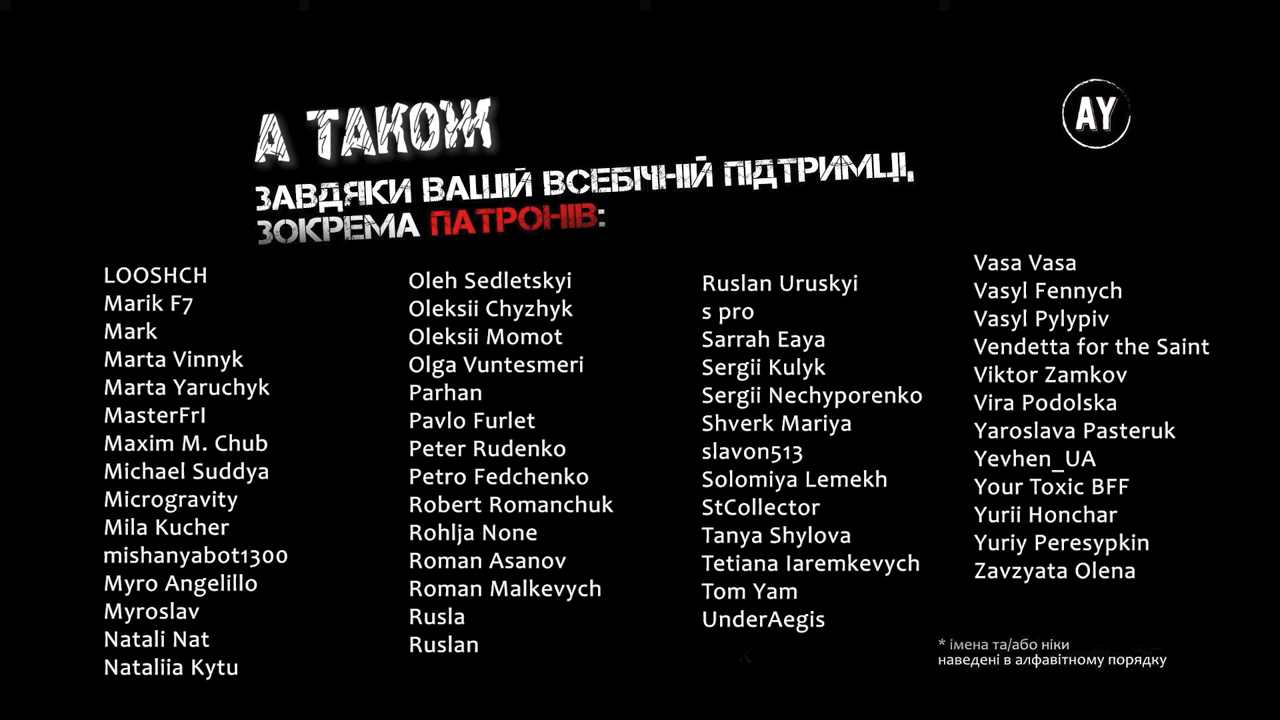 А ТАКОЖ
ЗАВДЯКИ ВАШІЙ ВСЕБІЧНІЙ ПІДТРИМЦІ,
ЗОКРЕМА ПАТРОНІВ:
АУ
LOOSHCH
Marik F7
Mark
Marta Vinnyk
Marta Yaruchyk
MasterFrI
Maxim M. Chub
Michael Suddya
Microgravity
Mila Kucher
mishanyabot1300
Myro Angelillo
Myroslav
Natali Nat
Nataliia Kytu
Oleh Sedletskyi
Oleksii Chyzhyk
Oleksii Momot
Olga Vuntesmeri
Parhan
Pavlo Furlet
Peter Rudenko
Petro Fedchenko
Robert Romanchuk
Rohlja None
Roman Asanov
Roman Malkevych
Rusla
Ruslan
Ruslan Uruskyi
s pro
Sarrah Eaya
Sergii Kulyk
Sergii Nechyporenko
Shverk Mariya
slavon513
Solomiya Lemekh
StCollector
Tanya Shylova
Tetiana Iaremkevych
Tom Yam
UnderAegis
Vasa Vasa
Vasyl Fennych
Vasyl Pylypiv
Vendetta for the Saint
Viktor Zamkov
Vira Podolska
Yaroslava Pasteruk
Yevhen_UA
Your Toxic BFF
Yurii Honchar
Yuriy Peresypkin
Zavzyata Olena
* імена та/або ніки
наведені в алфавітному порядку